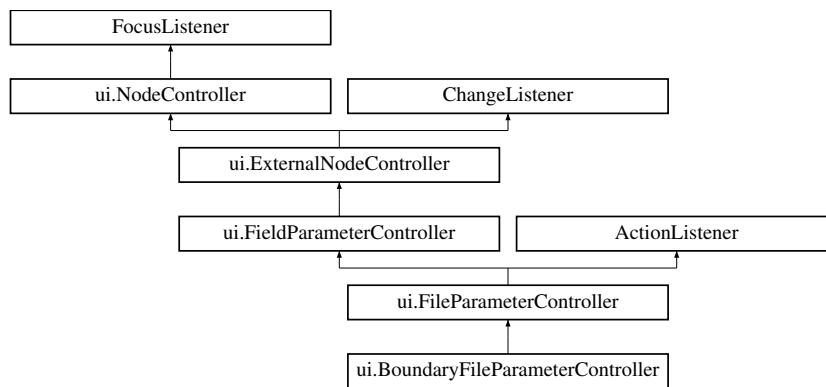 FocusListener
ui.NodeController
ChangeListener
ui.ExternalNodeController
ui.FieldParameterController
ActionListener
ui.FileParameterController
ui.BoundaryFileParameterController